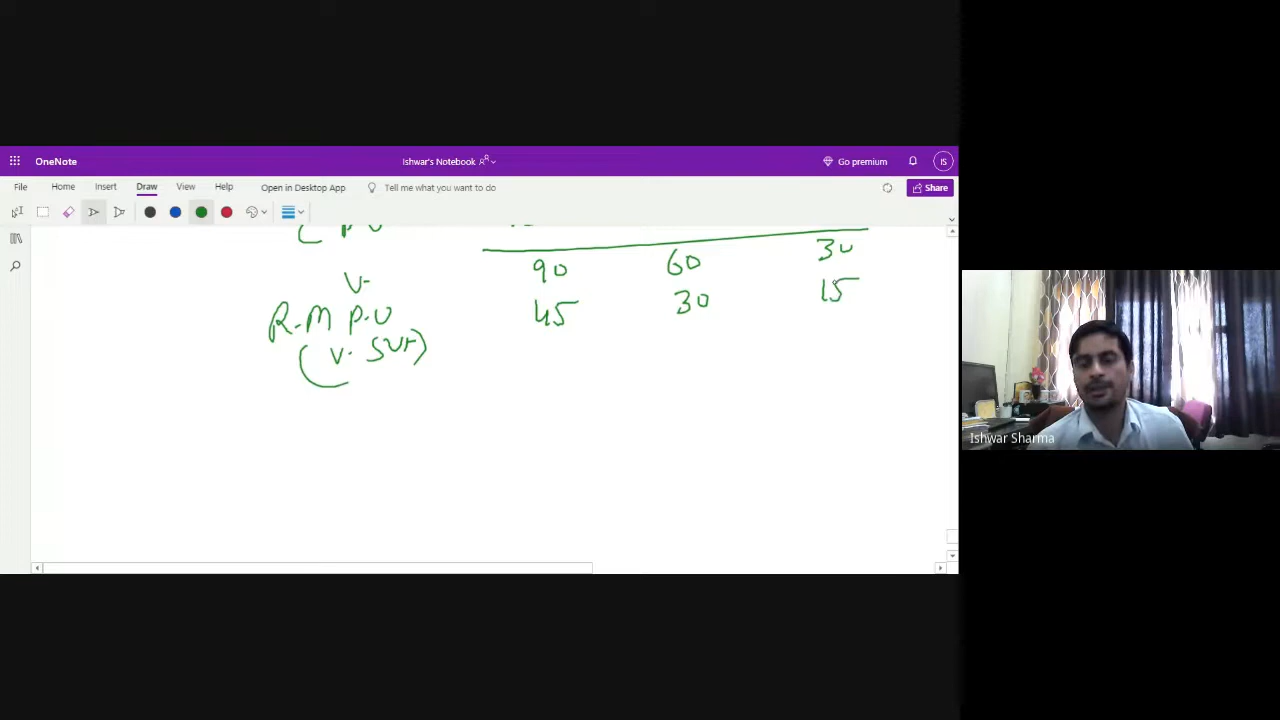 OneNote
Ishwar's Notebook
Go premium
IS
File Home Insert Draw View Help Open in Desktop App Tell me what you want to do
Share
90 60 30
V-
R-M P.U 45 30 15
(V- SUF)
Ishwar Sharma